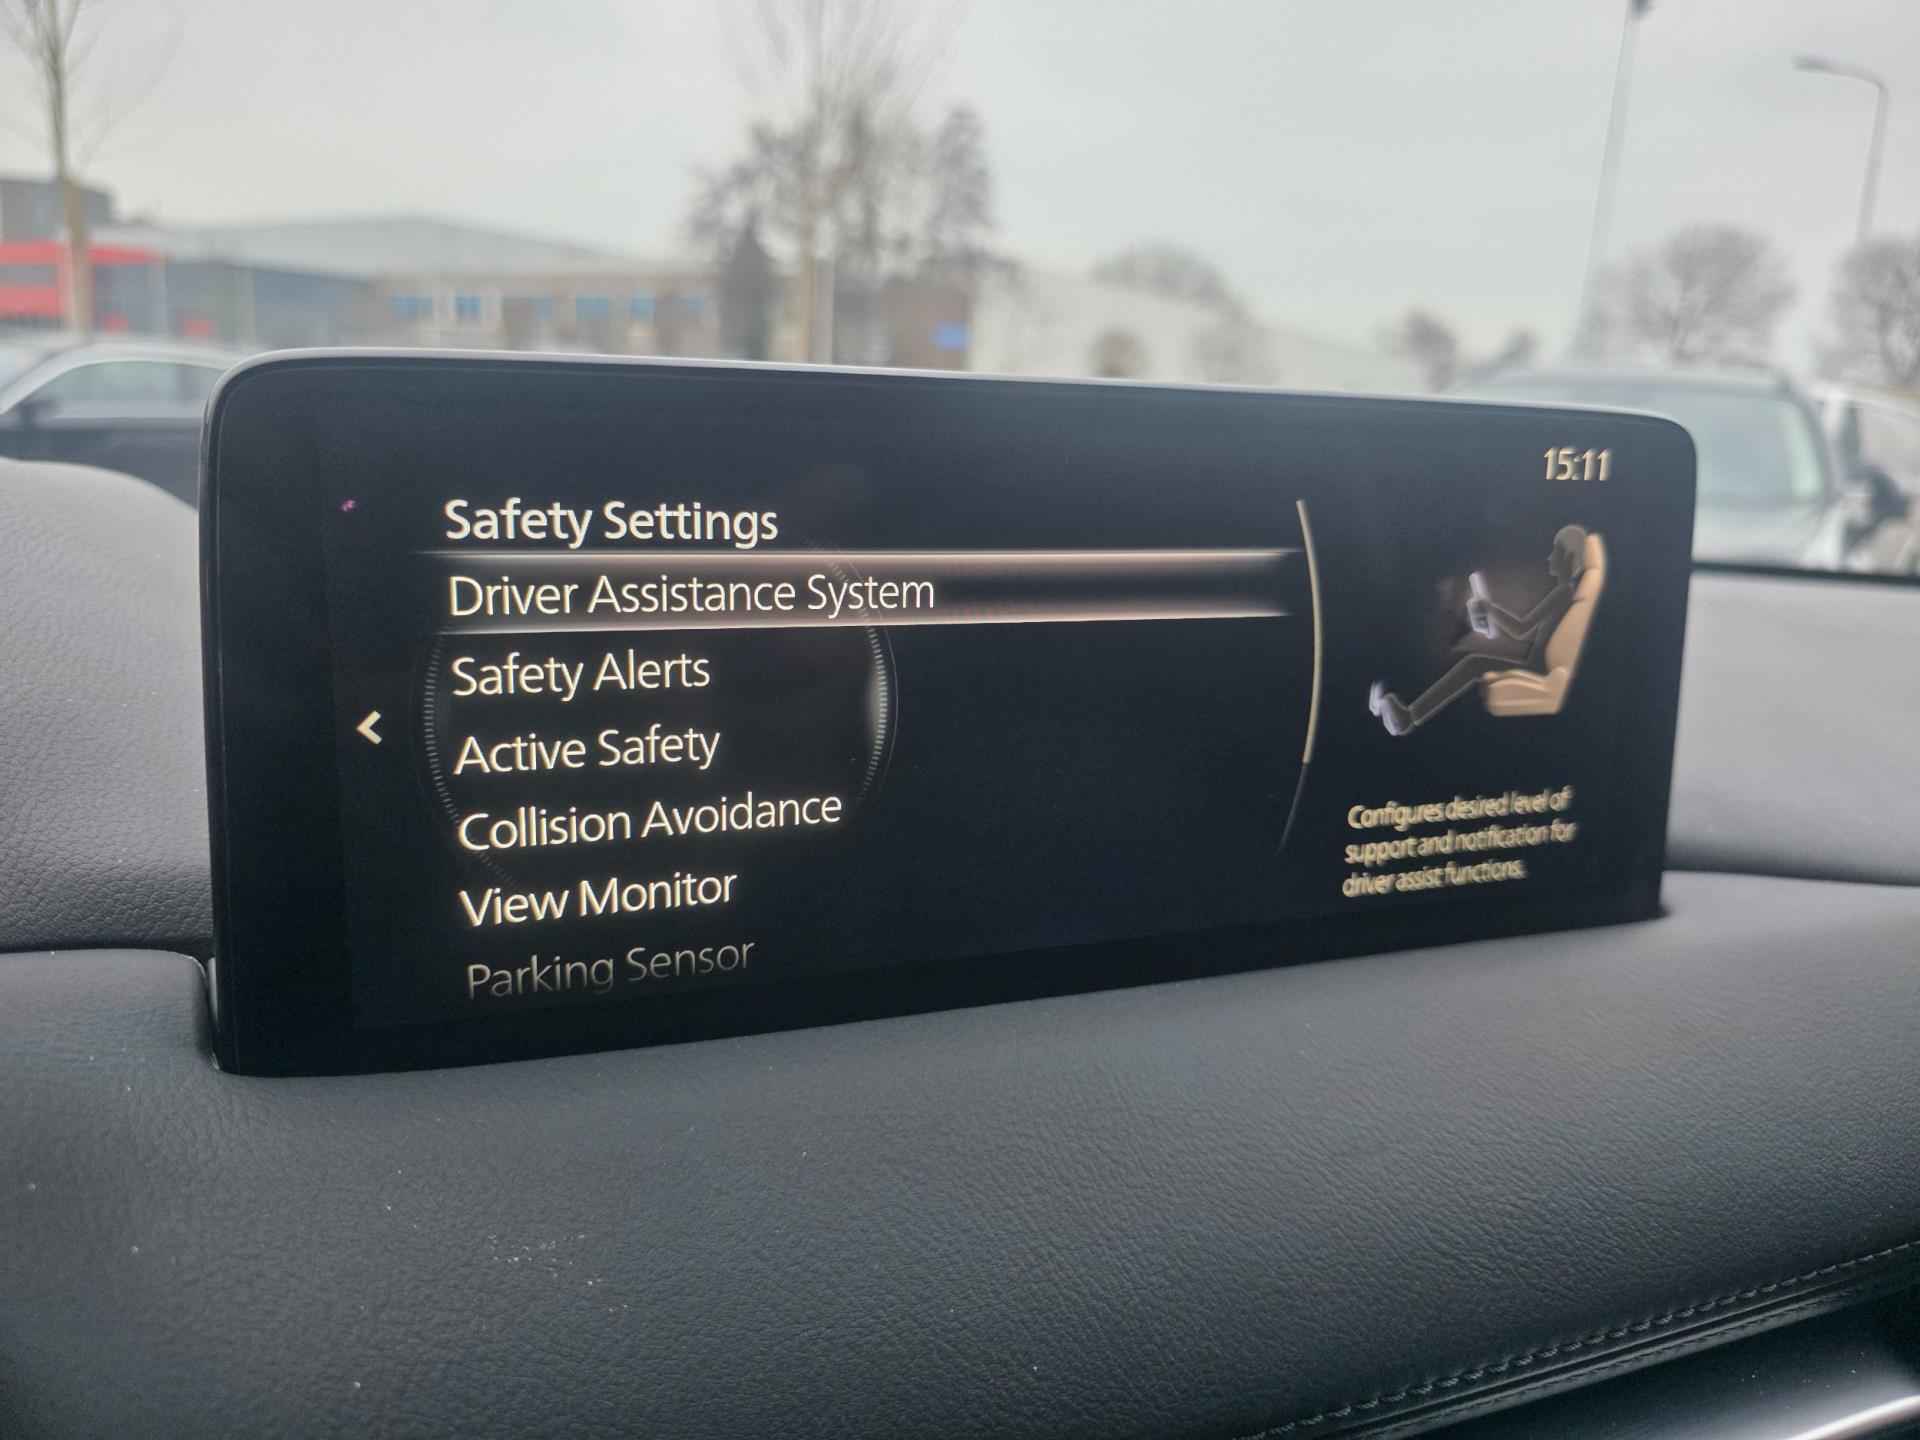 15:11
Safety Settings
Driver Assistance System
Safety Alerts
Active Safety
Collision Avoidance
View Monitor
Parking Sensor
Configures desired level of
support and notification for
driver assist functions.